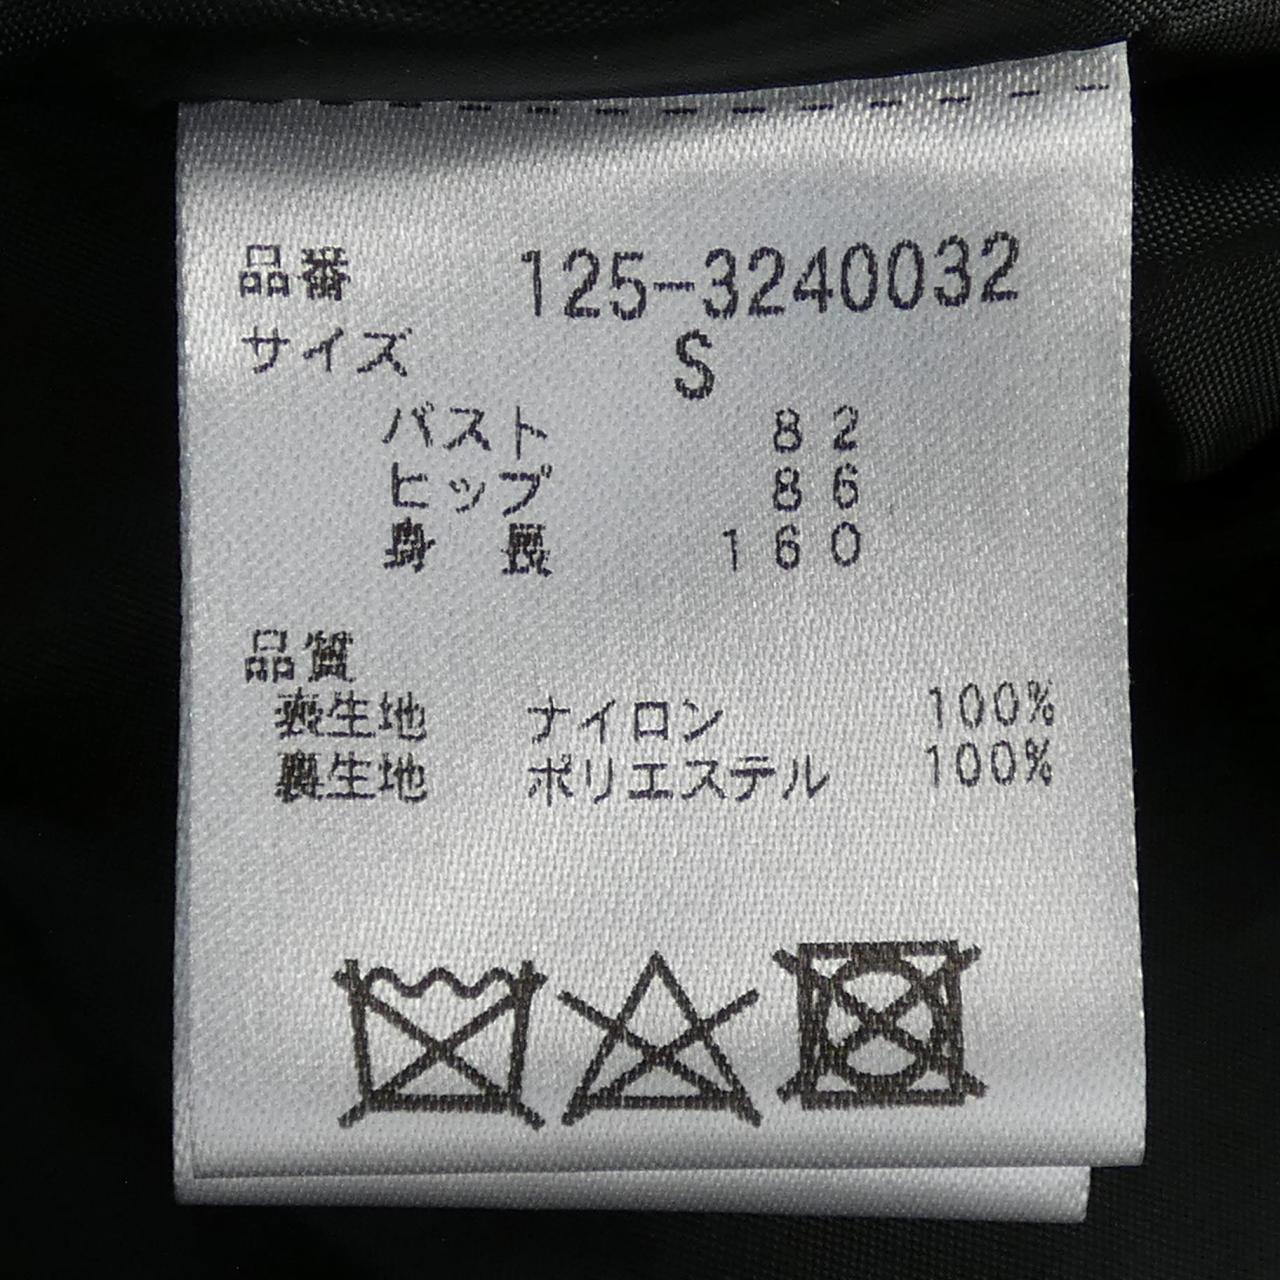 品番 125-3240032
サイズ S
バスト 82
ヒップ 86
身長 160
品質
表生地 ナイロン 100%
裏生地 ポリエステル 100%